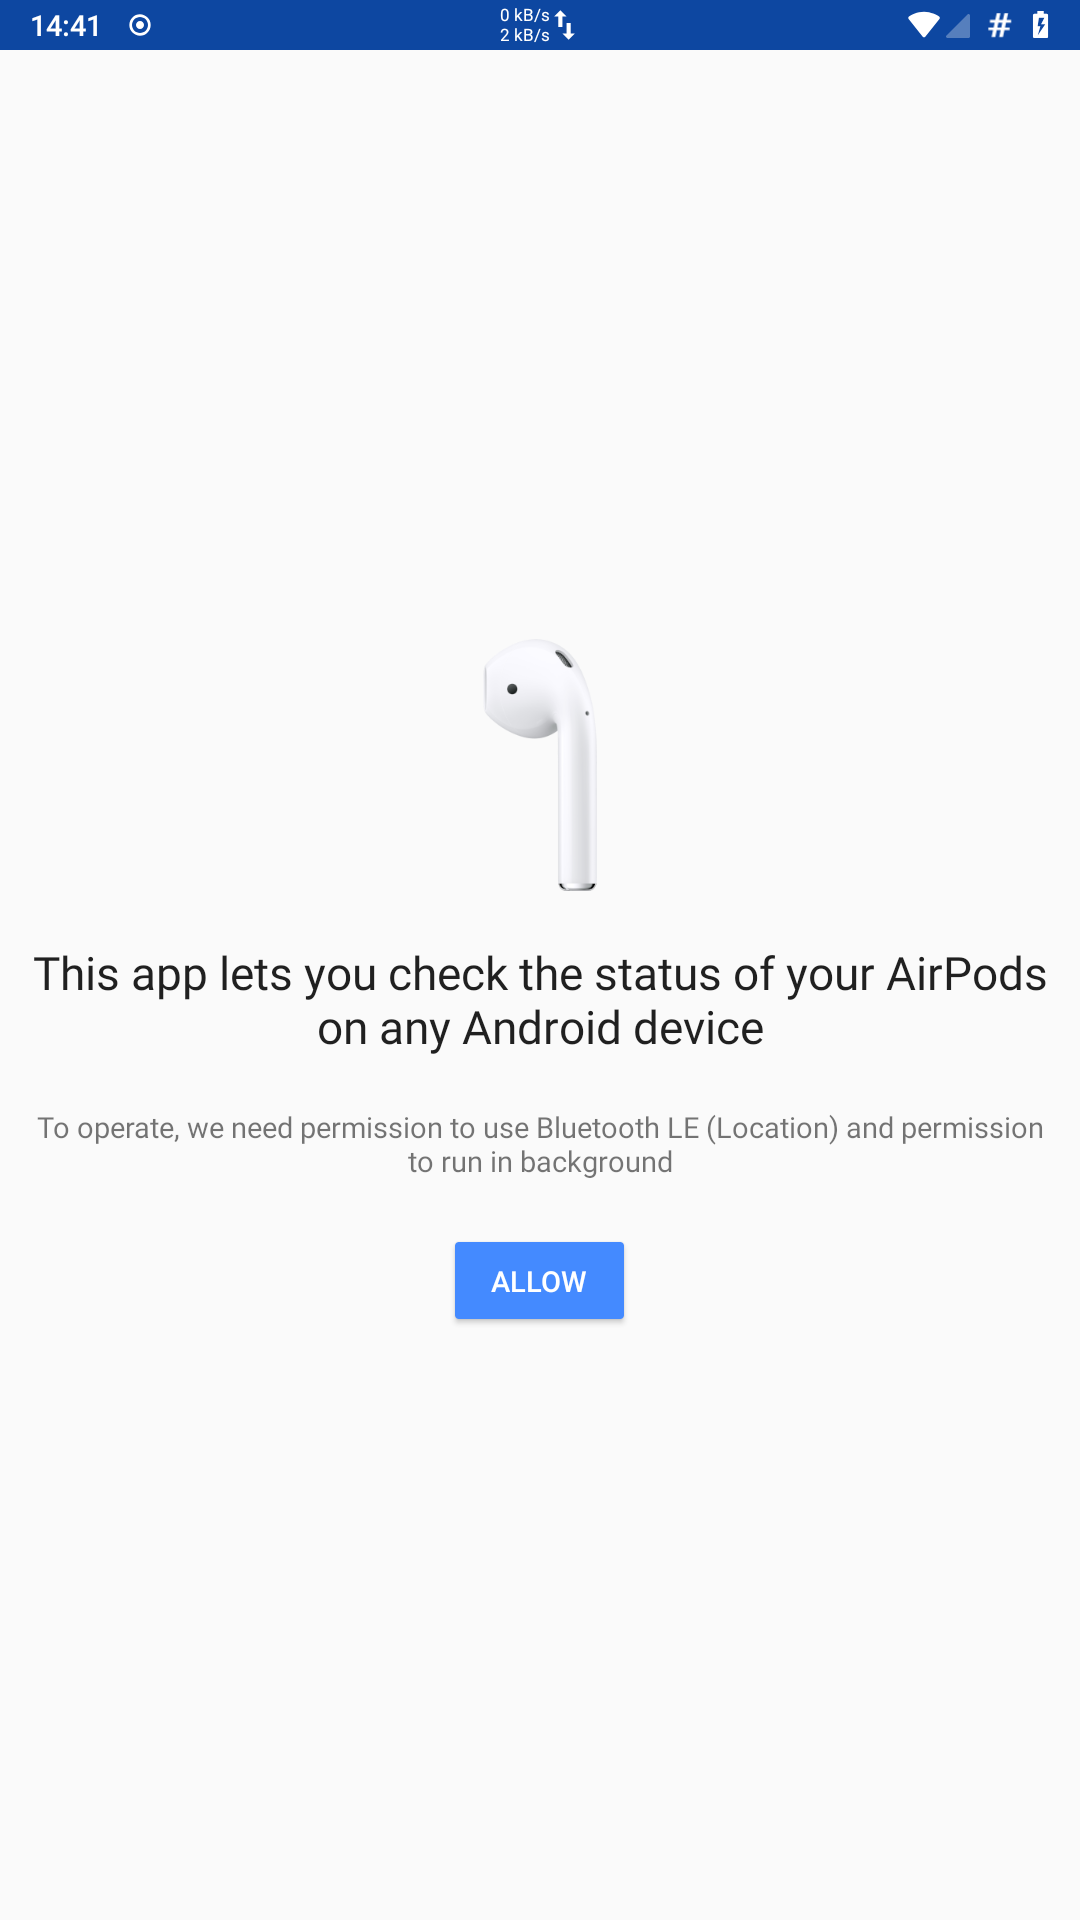 14:41
0 kB/s
2 kB/s
#
This app lets you check the status of your AirPods
on any Android device
To operate, we need permission to use Bluetooth LE (Location) and permission
to run in background
ALLOW